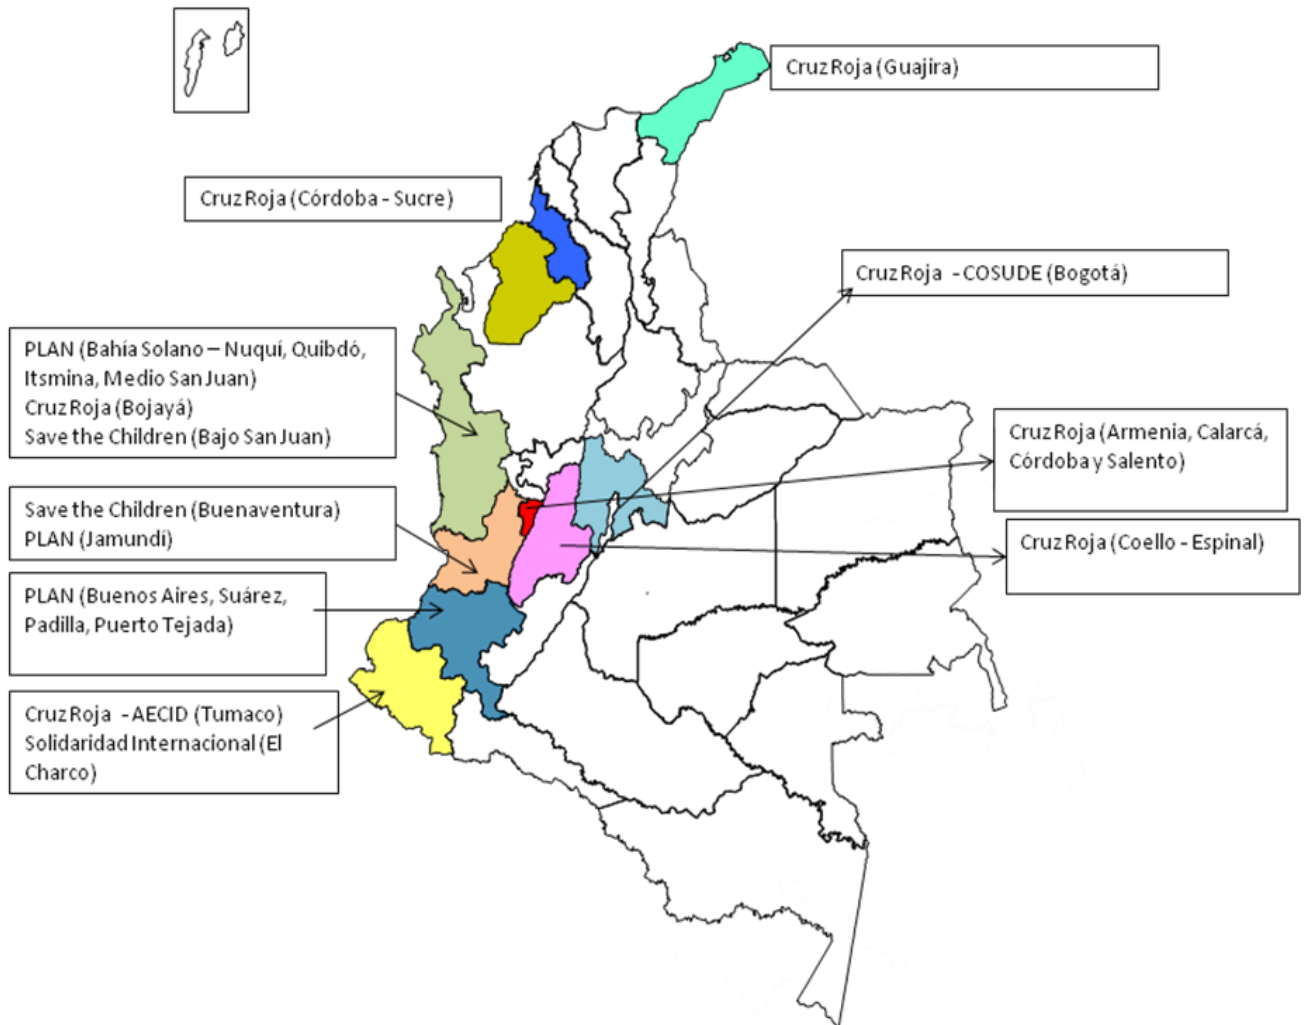 Cruz Roja (Guajira)
Cruz Roja (Córdoba - Sucre)
Cruz Roja - COSUDE (Bogotá)
PLAN (Bahía Solano – Nuquí, Quibdó,
Itsmina, Medio San Juan)
Cruz Roja (Bojayá)
Save the Children (Bajo San Juan)
Cruz Roja (Armenia, Calarcá,
Córdoba y Salento)
Save the Children (Buenaventura)
PLAN (Jamundí)
Cruz Roja (Coello - Espinal)
PLAN (Buenos Aires, Suárez,
Padilla, Puerto Tejada)
Cruz Roja - AECID (Tumaco)
Solidaridad Internacional (El
Charco)